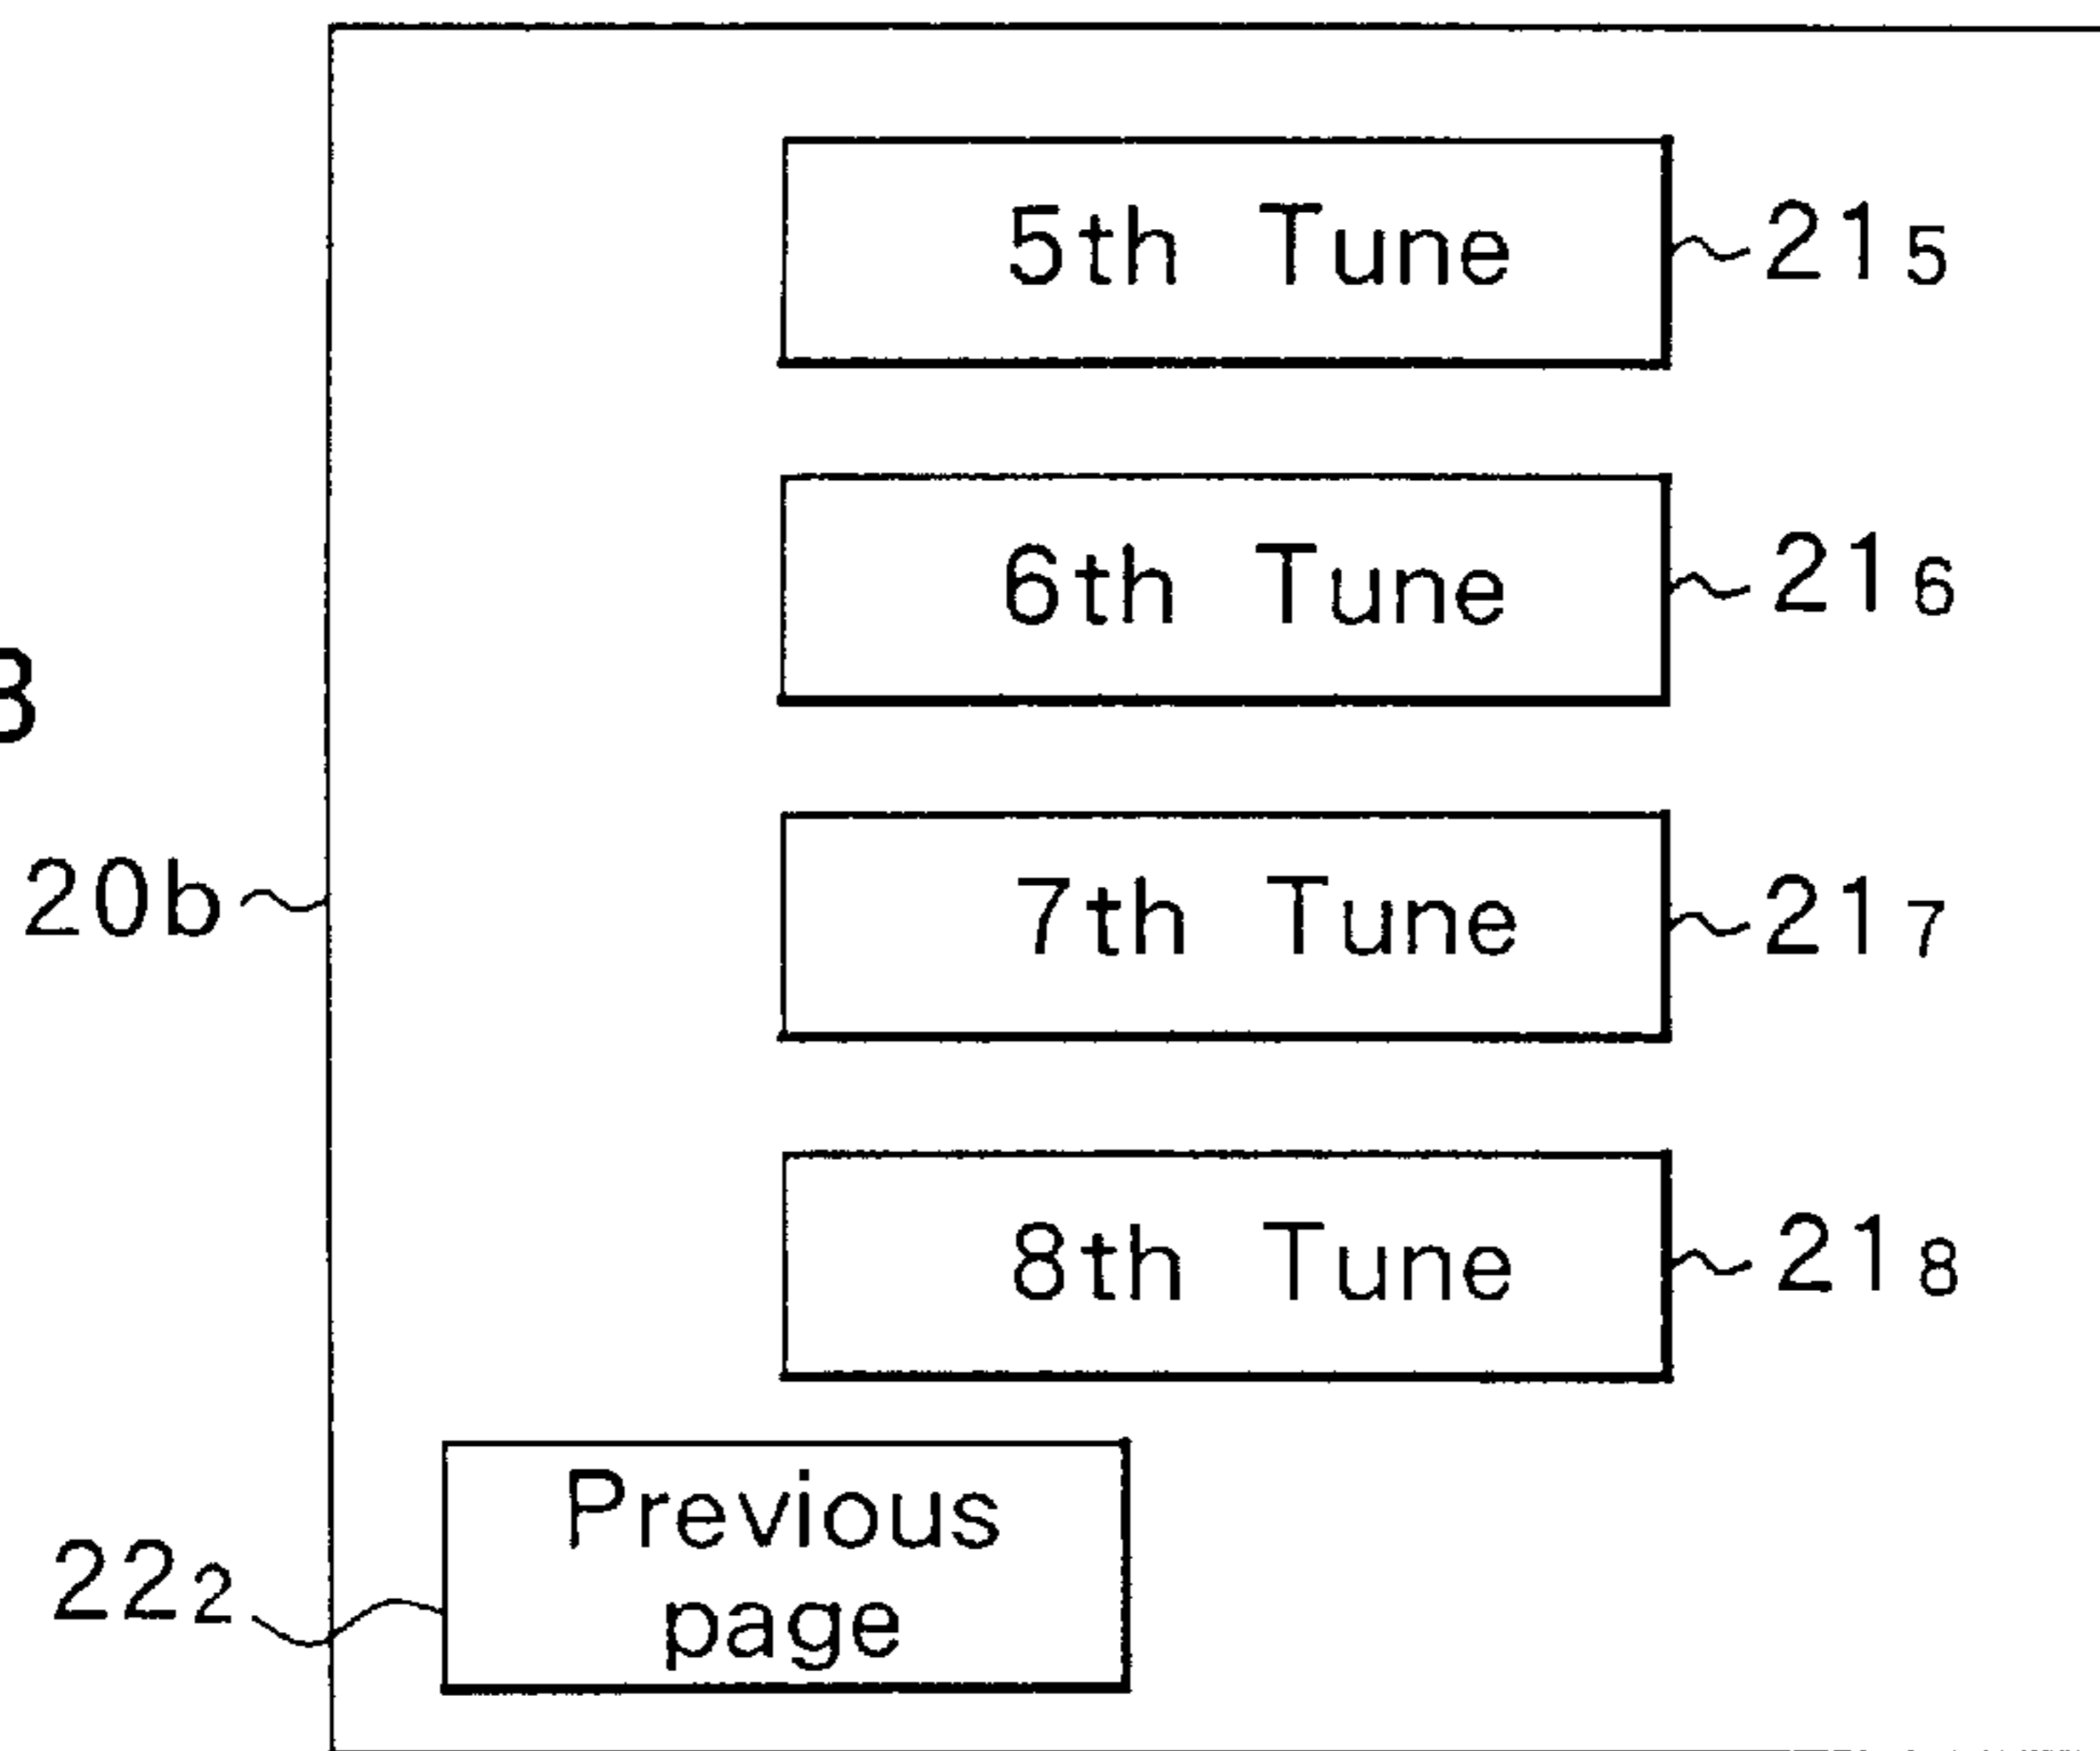 5th Tune
21₅
6th Tune
21₆
B
7th Tune
21₇
20b
8th Tune
21₈
Previous
page
22₂